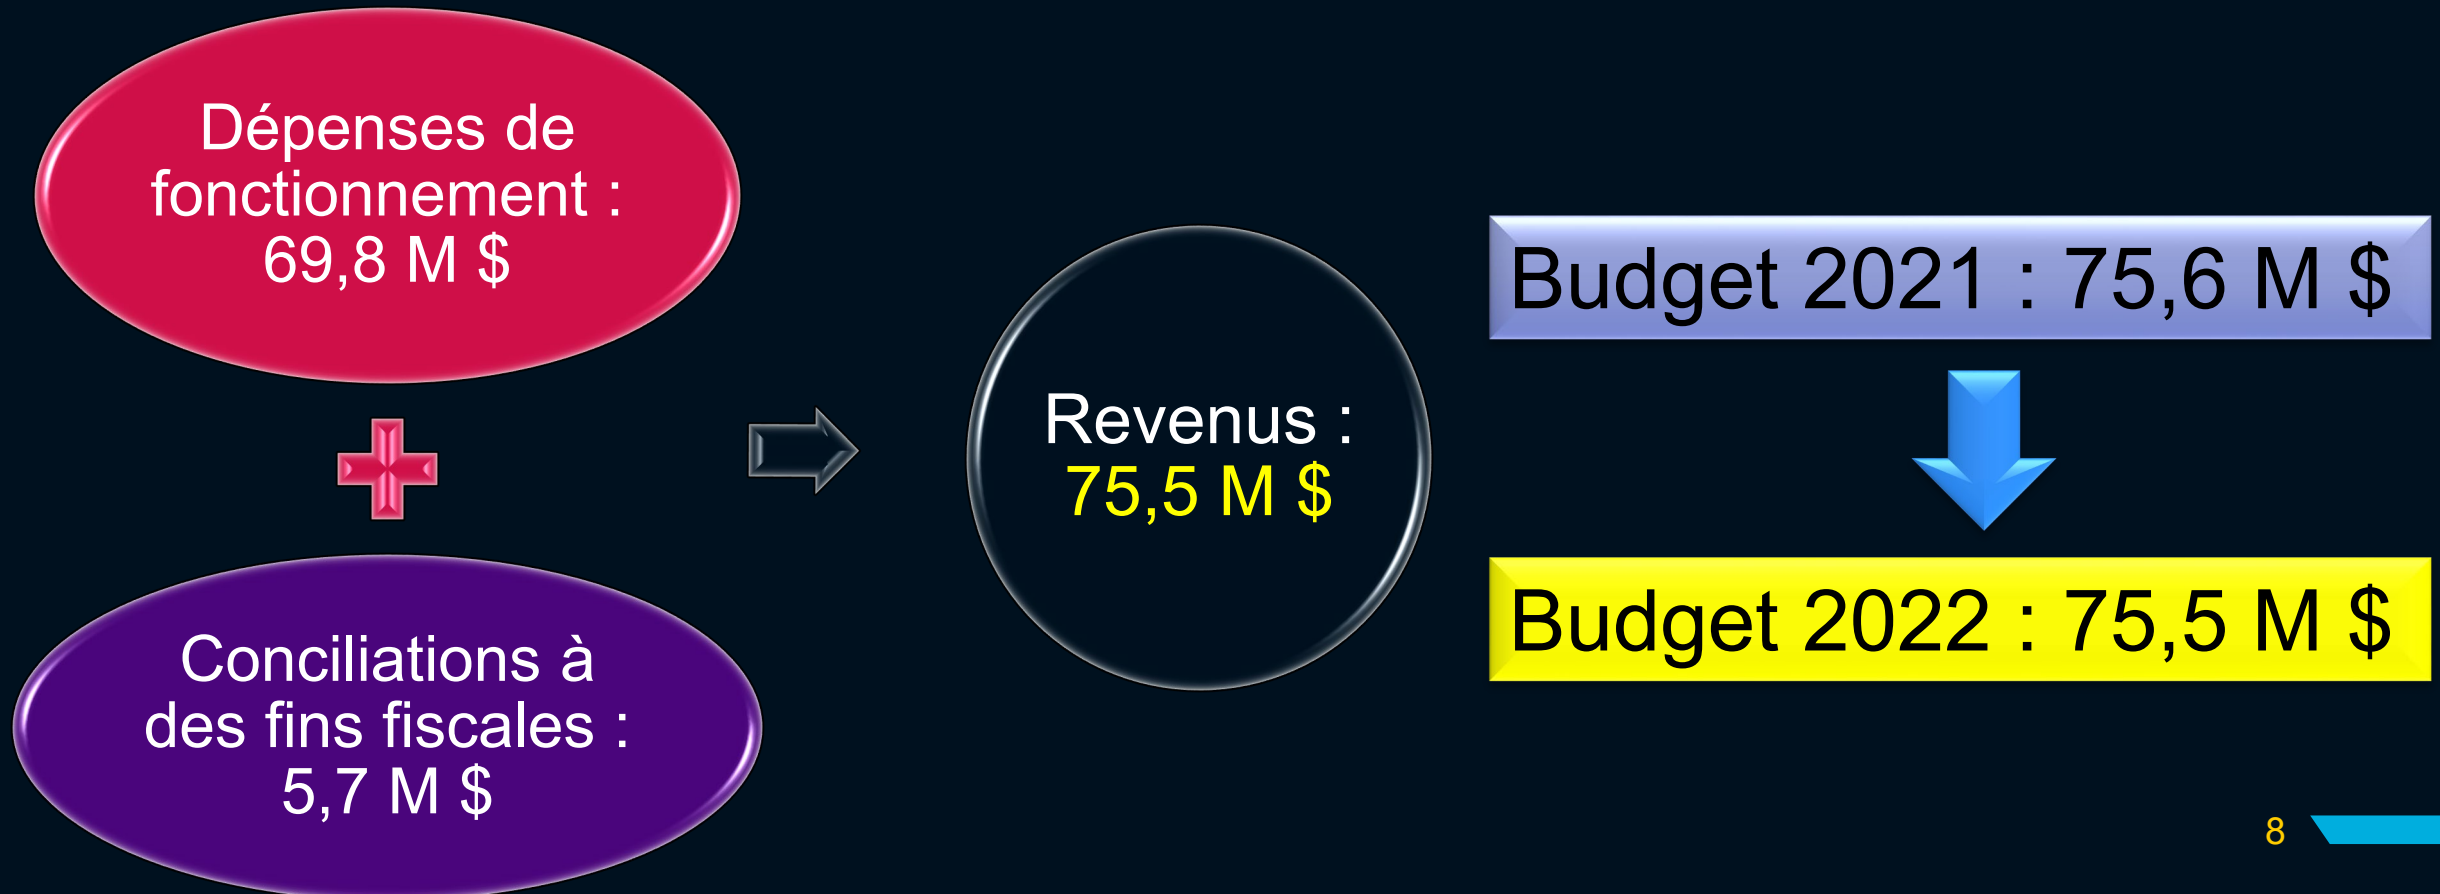 Dépenses de
fonctionnement :
69,8 M $
Conciliations à
des fins fiscales :
5,7 M $
Revenus :
75,5 M $
Budget 2021 : 75,6 M $
Budget 2022 : 75,5 M $
8